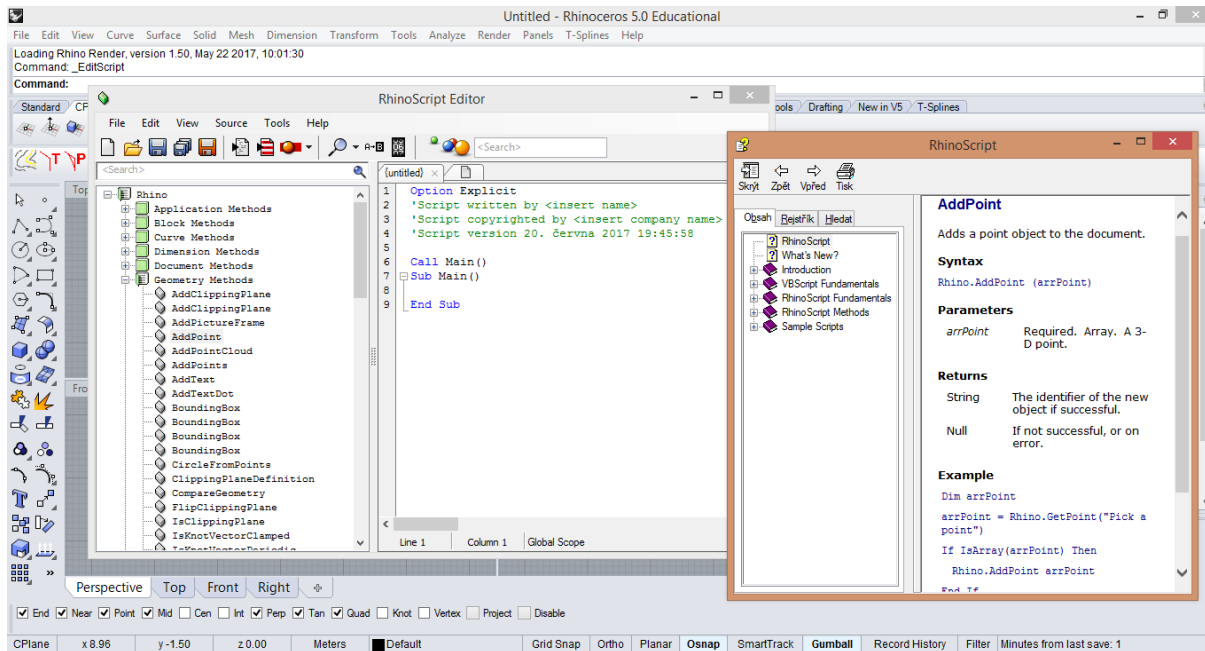 Untitled - Rhinoceros 5.0 Educational
File Edit View Curve Surface Solid Mesh Dimension Transform Tools Analyze Render Panels T-Splines Help
Loading Rhino Render, version 1.50, May 22 2017, 10:01:30
Command: _EditScript
Command:
Standard CP ools Drafting New in V5 T-Splines
Top
Fro
RhinoScript Editor
File Edit View Source Tools Help
<Search>
<Search>
{untitled}
Rhino
Application Methods
Block Methods
Curve Methods
Dimension Methods
Document Methods
Geometry Methods
AddClippingPlane
AddClippingPlane
AddPictureFrame
AddPoint
AddPointCloud
AddPoints
AddText
AddTextDot
BoundingBox
BoundingBox
BoundingBox
BoundingBox
CircleFromPoints
ClippingPlaneDefinition
CompareGeometry
FlipClippingPlane
IsClippingPlane
IsKnotVectorClamped
IsKnotVectorPeriodic
1 Option Explicit
2 'Script written by <insert name>
3 'Script copyrighted by <insert company name>
4 'Script version 20. června 2017 19:45:58
5
6 Call Main()
7 Sub Main()
8
9 End Sub
Line 1 Column 1 Global Scope
RhinoScript
Skrýt Zpět Vpřed Tisk
Obsah Rejstřík Hledat
RhinoScript
What's New?
Introduction
VBScript Fundamentals
RhinoScript Fundamentals
RhinoScript Methods
Sample Scripts
AddPoint
Adds a point object to the document.
Syntax
Rhino.AddPoint (arrPoint)
Parameters
arrPoint Required. Array. A 3-
D point.
Returns
String The identifier of the new
object if successful.
Null If not successful, or on
error.
Example
Dim arrPoint
arrPoint = Rhino.GetPoint("Pick a
point")
If IsArray(arrPoint) Then
Rhino.AddPoint arrPoint
End If
Perspective Top Front Right
End Near Point Mid Cen Int Perp Tan Quad Knot Vertex Project Disable
CPlane x 8.96 y -1.50 z 0.00 Meters Default Grid Snap Ortho Planar Osnap SmartTrack Gumball Record History Filter Minutes from last save: 1